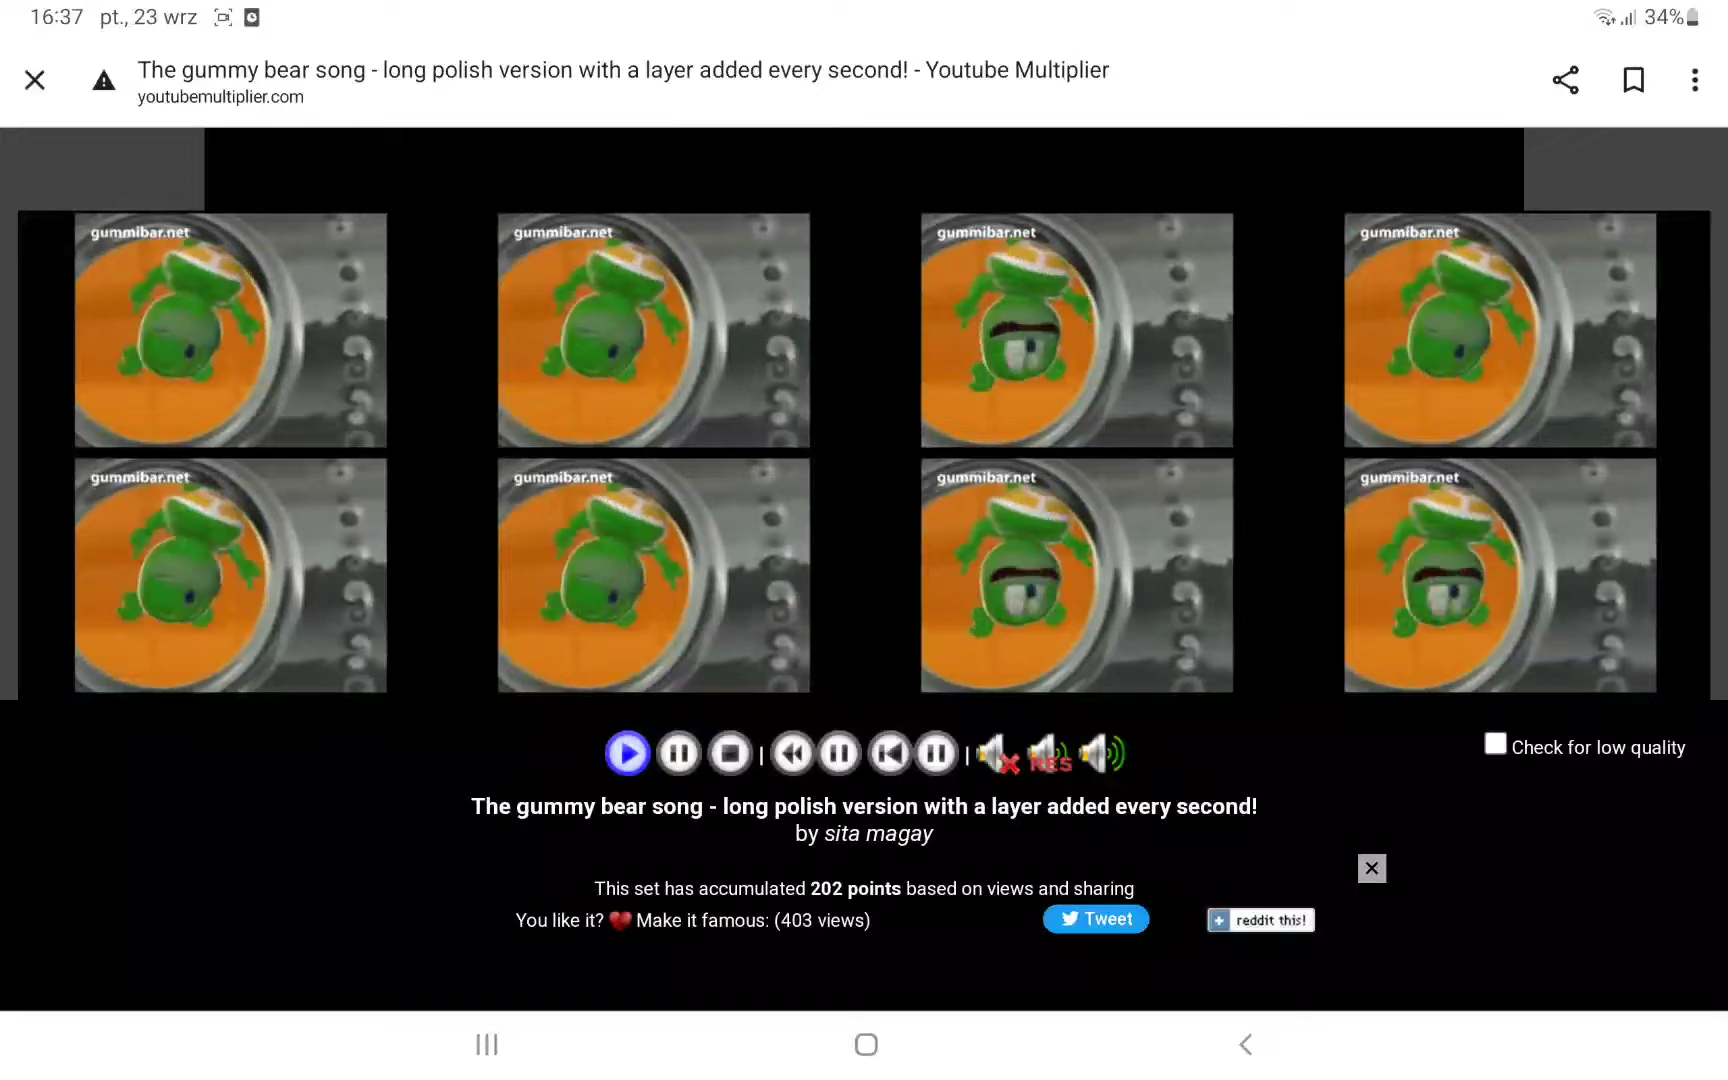 16:37 pt., 23 wrz 34%
The gummy bear song - long polish version with a layer added every second! - Youtube Multiplier
youtubemultiplier.com
gummibar.net gummibar.net gummibar.net gummibar.net
gummibar.net gummibar.net gummibar.net gummibar.net
RES
Check for low quality
The gummy bear song - long polish version with a layer added every second!
by sita magay
This set has accumulated 202 points based on views and sharing
You like it? Make it famous: (403 views) Tweet reddit this!